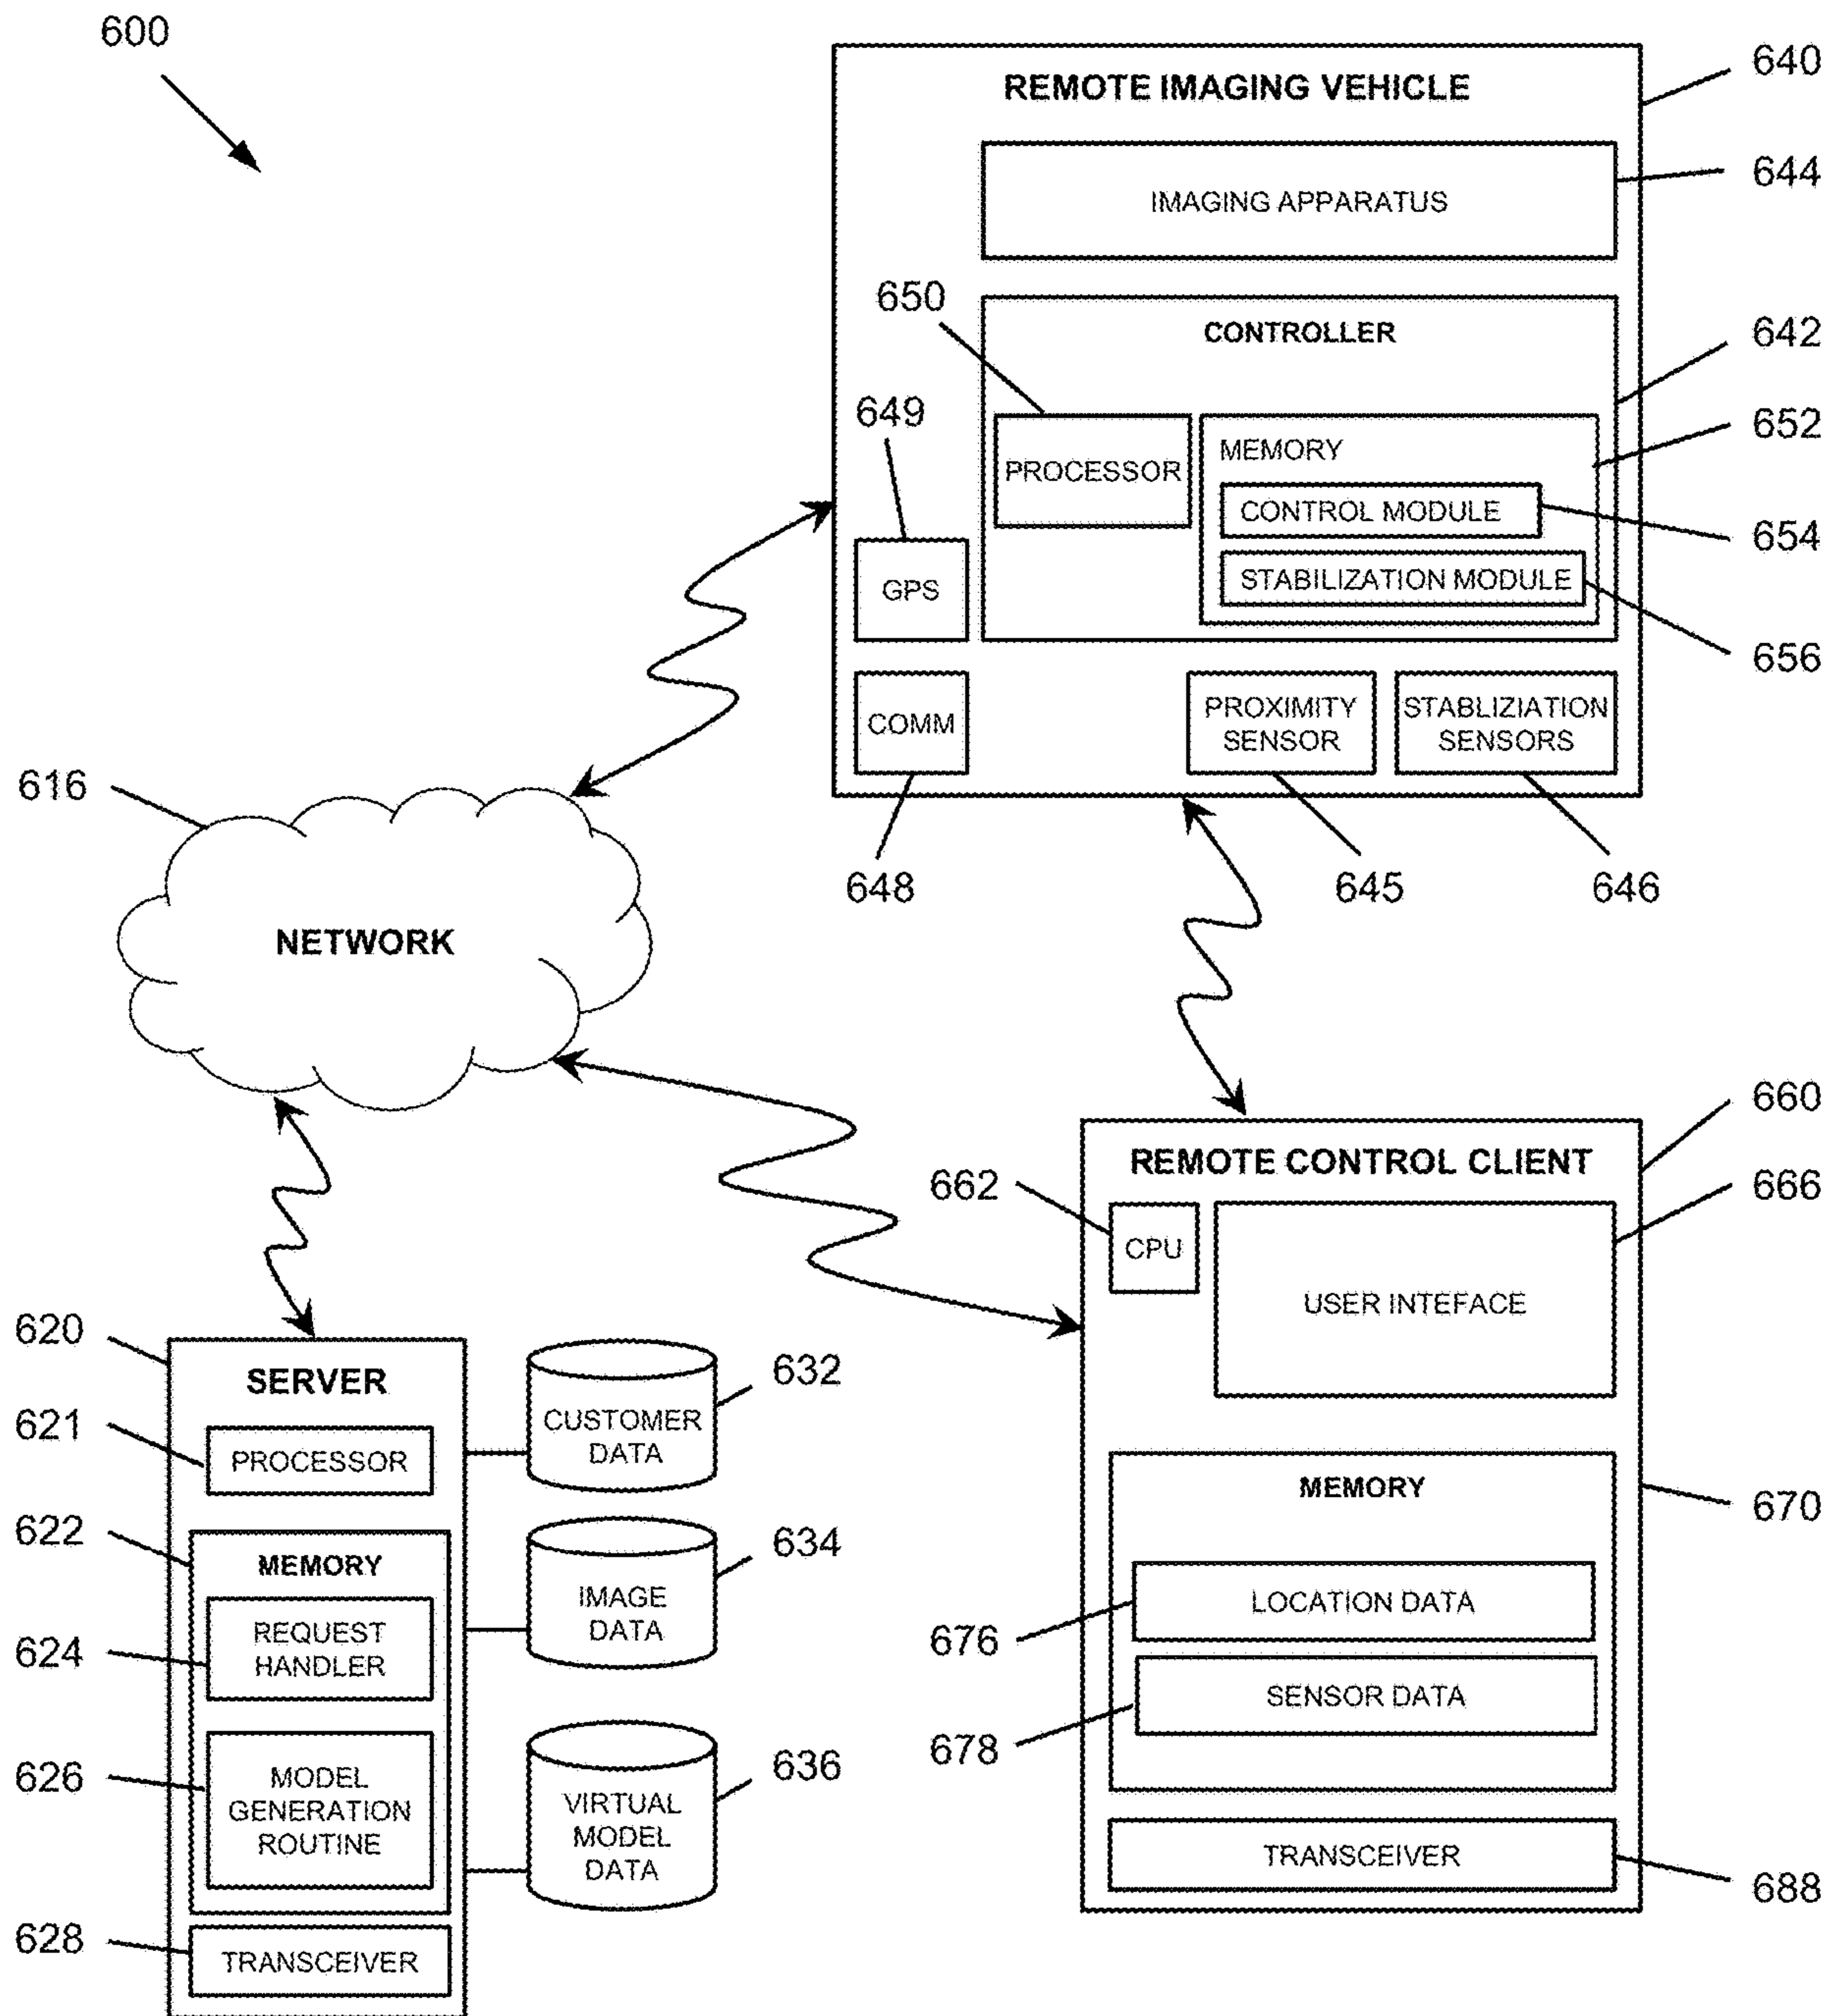 600
REMOTE IMAGING VEHICLE
640
IMAGING APPARATUS
644
650
CONTROLLER
642
649
PROCESSOR
MEMORY
652
CONTROL MODULE
654
GPS
STABILIZATION MODULE
656
COMM
PROXIMITY
SENSOR
STABLIZIATION
SENSORS
648
645
646
616
NETWORK
660
REMOTE CONTROL CLIENT
662
666
CPU
USER INTEFACE
620
SERVER
632
CUSTOMER
DATA
621
PROCESSOR
MEMORY
670
622
MEMORY
634
IMAGE
DATA
LOCATION DATA
676
624
REQUEST
HANDLER
SENSOR DATA
678
626
MODEL
GENERATION
ROUTINE
636
VIRTUAL
MODEL
DATA
TRANSCEIVER
688
628
TRANSCEIVER